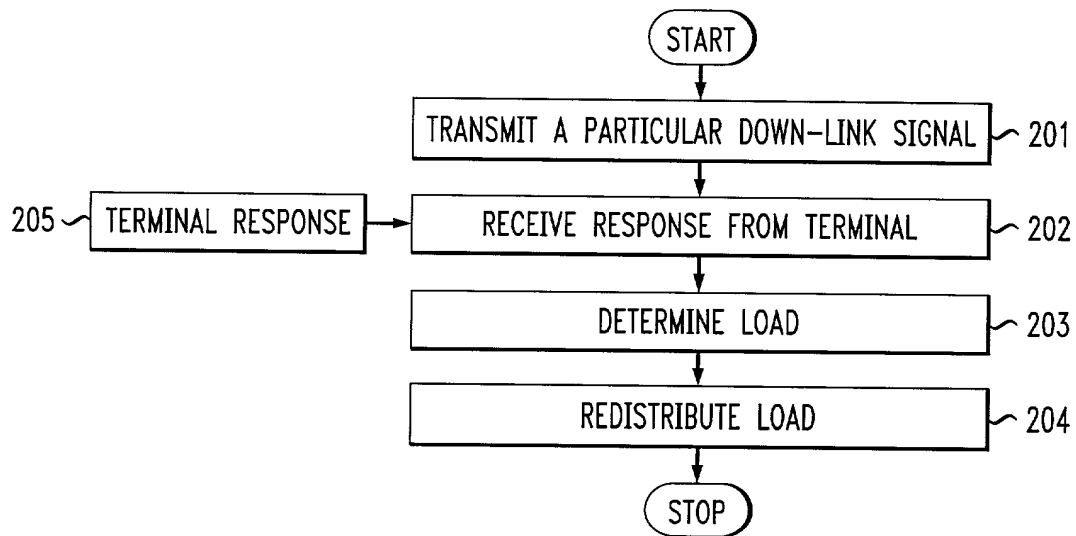 START
TRANSMIT A PARTICULAR DOWN-LINK SIGNAL
201
205
TERMINAL RESPONSE
RECEIVE RESPONSE FROM TERMINAL
202
DETERMINE LOAD
203
REDISTRIBUTE LOAD
204
STOP